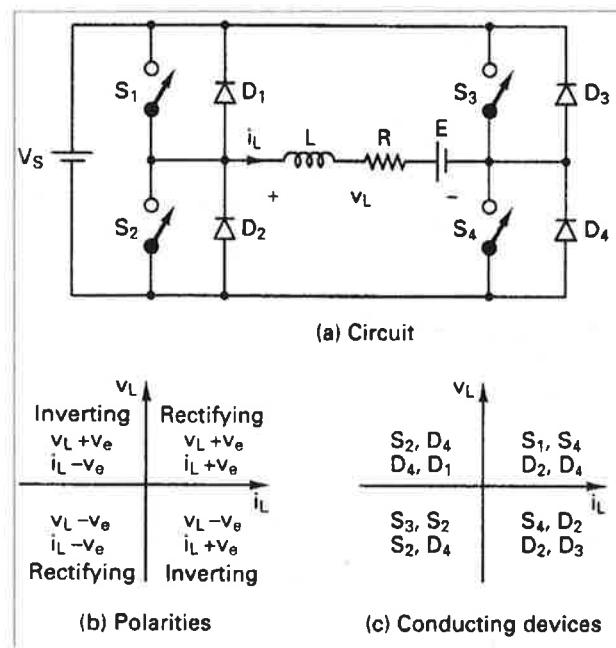 S1 D1 S3 D3
iL L R E
VS
+ vL -
S2 D2 S4 D4
(a) Circuit
vL
Inverting Rectifying
vL +ve vL +ve
iL -ve iL +ve
iL
vL -ve vL -ve
iL -ve iL +ve
Rectifying Inverting
(b) Polarities
vL
S2, D4 S1, S4
D4, D1 D2, D4
iL
S3, S2 S4, D2
S2, D4 D2, D3
(c) Conducting devices